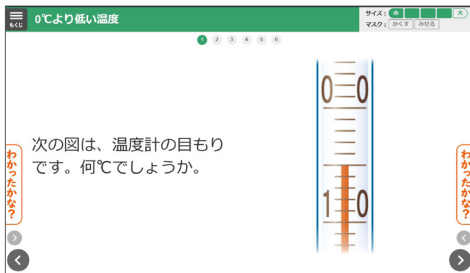 もくじ
0℃より低い温度
サイズ: 小 大
マスク: かくす みせる
1 2 3 4 5 6
次の図は、温度計の目もり
です。何℃でしょうか。
0 0
1 0
わかったかな?
わかったかな?